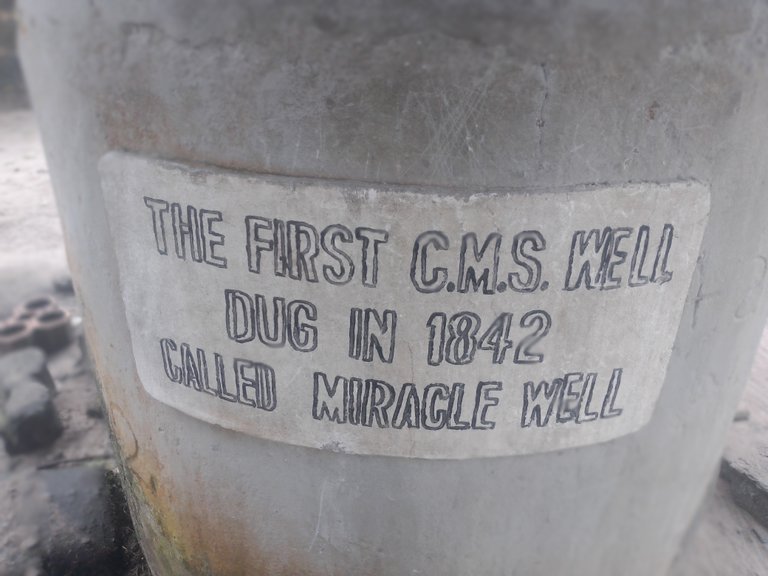 THE FIRST C.M.S. WELL
DUG IN 1842
CALLED MIRACLE WELL